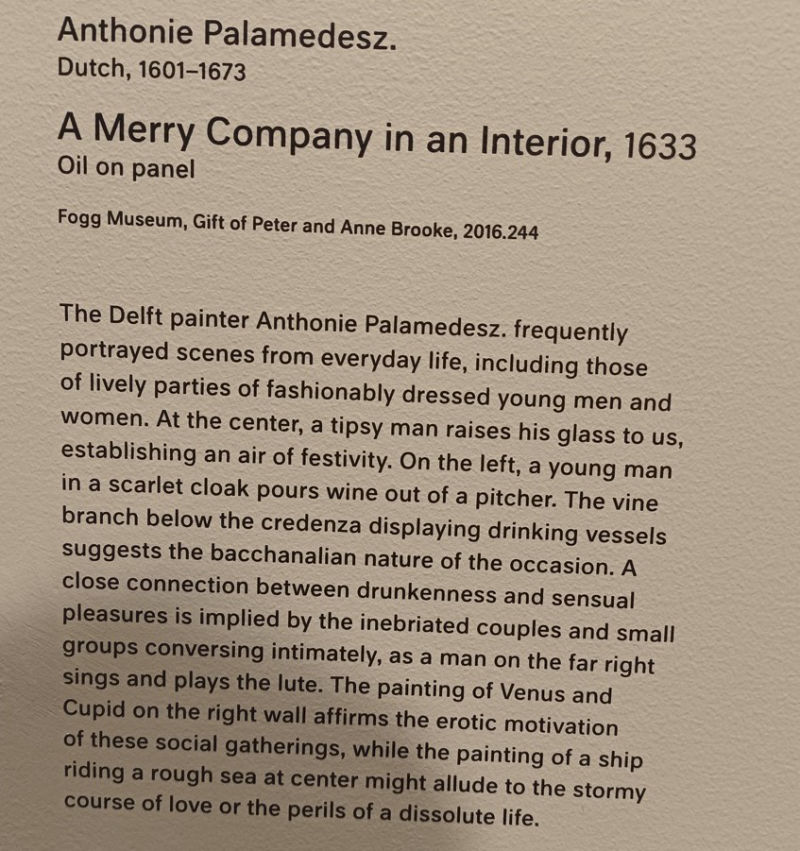 Anthonie Palamedesz.
Dutch, 1601–1673
A Merry Company in an Interior, 1633
Oil on panel
Fogg Museum, Gift of Peter and Anne Brooke, 2016.244
The Delft painter Anthonie Palamedesz. frequently
portrayed scenes from everyday life, including those
of lively parties of fashionably dressed young men and
women. At the center, a tipsy man raises his glass to us,
establishing an air of festivity. On the left, a young man
in a scarlet cloak pours wine out of a pitcher. The vine
branch below the credenza displaying drinking vessels
suggests the bacchanalian nature of the occasion. A
close connection between drunkenness and sensual
pleasures is implied by the inebriated couples and small
groups conversing intimately, as a man on the far right
sings and plays the lute. The painting of Venus and
Cupid on the right wall affirms the erotic motivation
of these social gatherings, while the painting of a ship
riding a rough sea at center might allude to the stormy
course of love or the perils of a dissolute life.